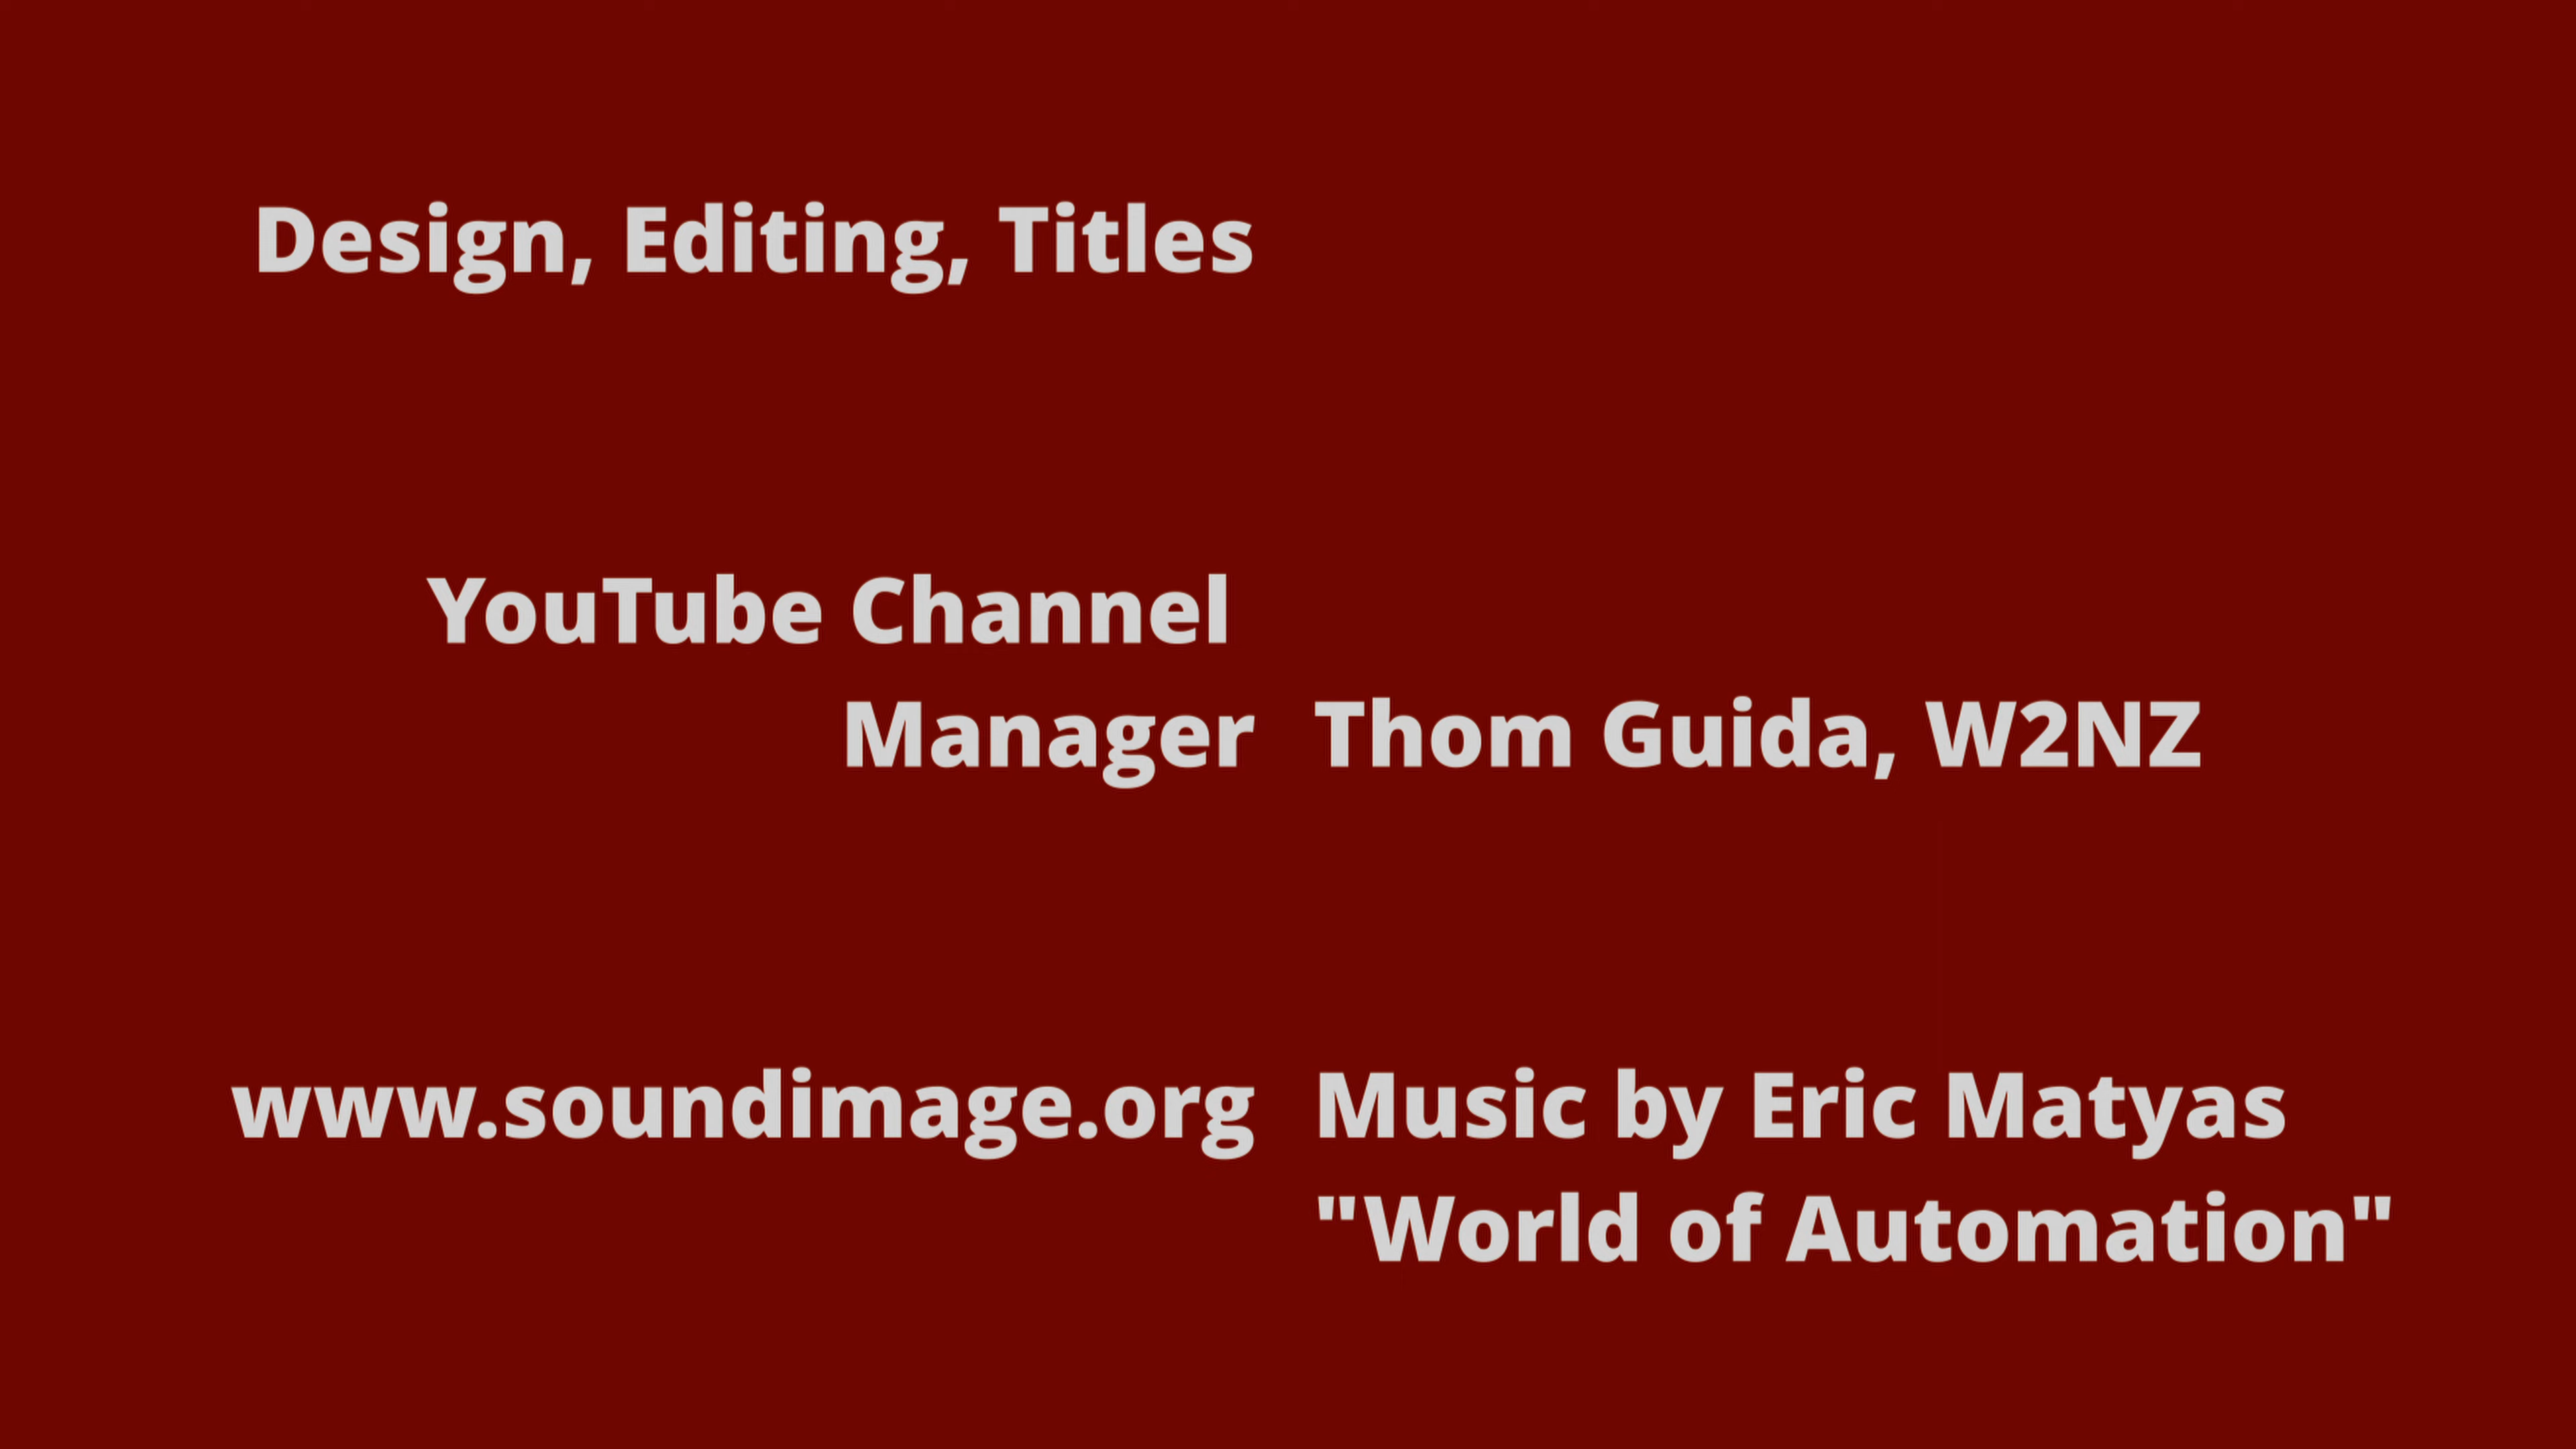 Design, Editing, Titles
YouTube Channel
Manager Thom Guida, W2NZ
www.soundimage.org Music by Eric Matyas
"World of Automation"